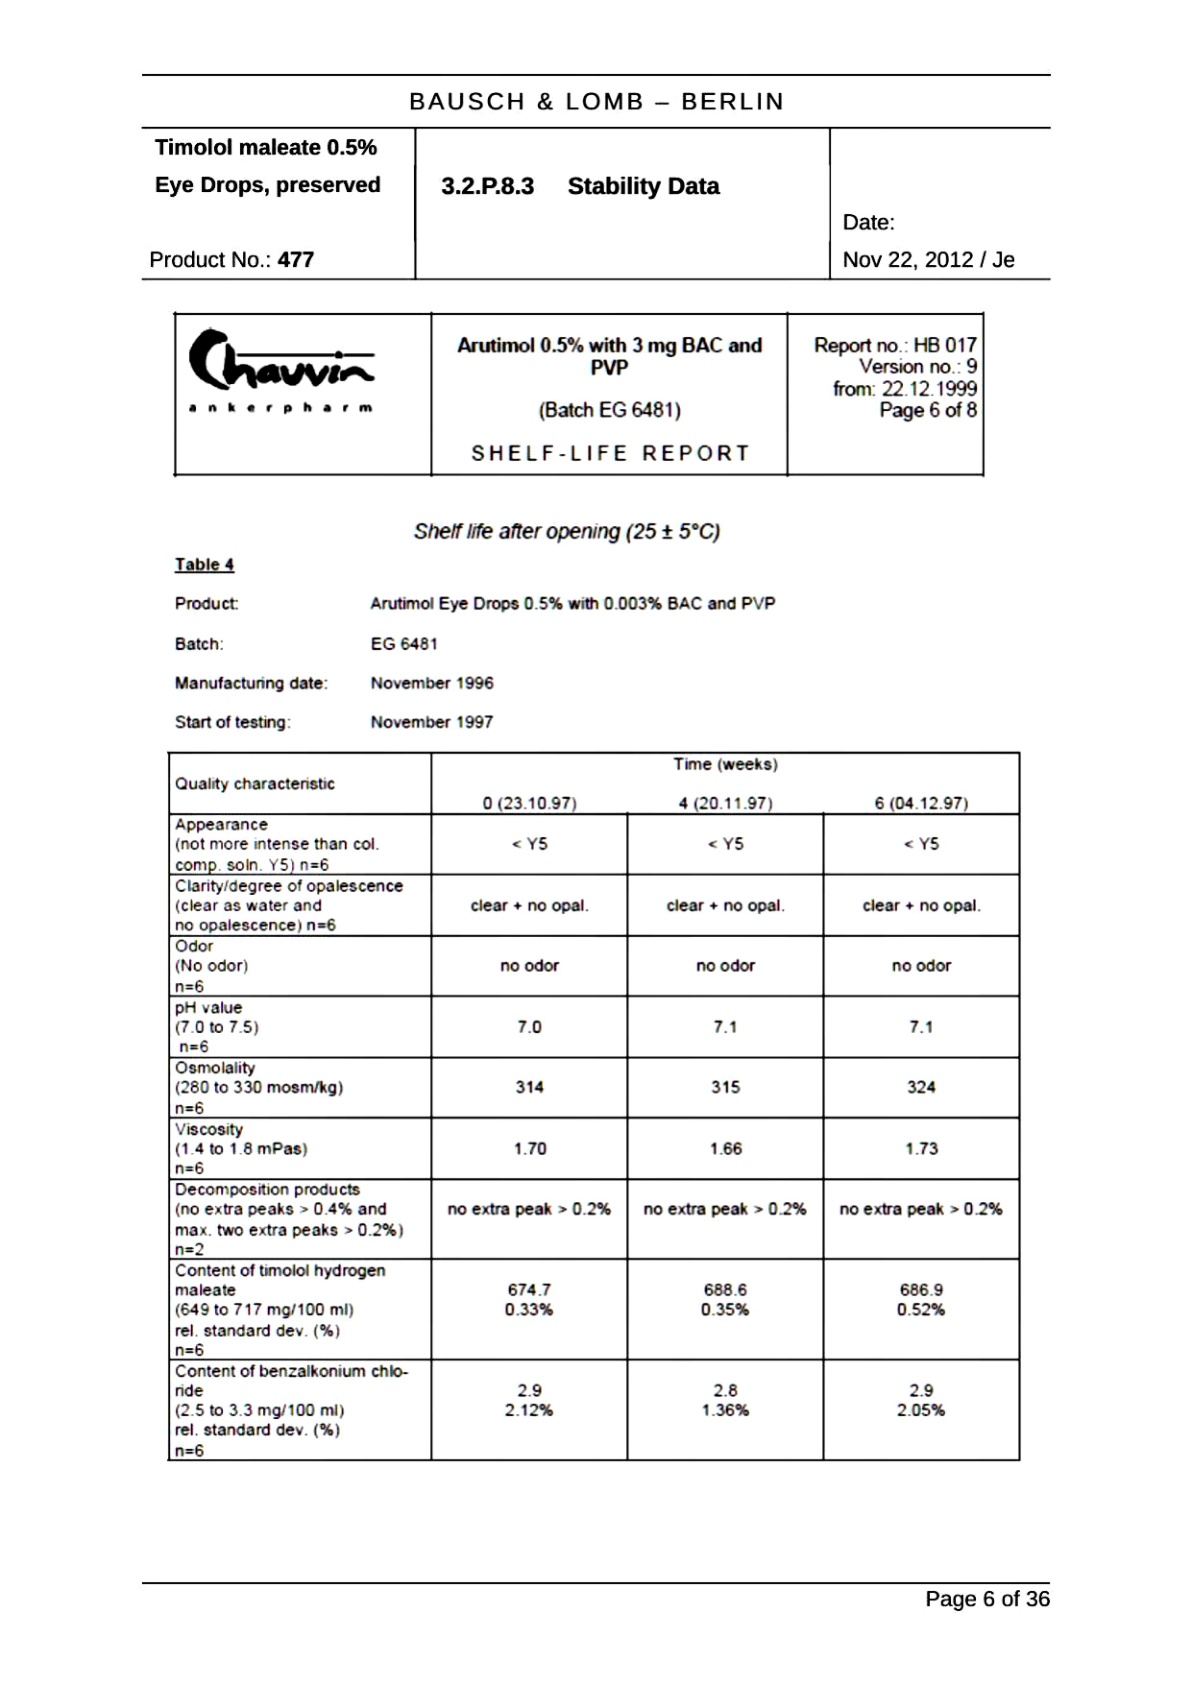 BAUSCH & LOMB – BERLIN
Timolol maleate 0.5%
Eye Drops, preserved
Product No.: 477
3.2.P.8.3 Stability Data
Date:
Nov 22, 2012 / Je
Chauvin
ankerpharm
Arutimol 0.5% with 3 mg BAC and
PVP
(Batch EG 6481)
SHELF-LIFE REPORT
Report no.: HB 017
Version no.: 9
from: 22.12.1999
Page 6 of 8
Shelf life after opening (25 ± 5°C)
Table 4
Product: Arutimol Eye Drops 0.5% with 0.003% BAC and PVP
Batch: EG 6481
Manufacturing date: November 1996
Start of testing: November 1997
Quality characteristic
Time (weeks)
0 (23.10.97) 4 (20.11.97) 6 (04.12.97)
Appearance
(not more intense than col.
comp. soln. Y5) n=6
< Y5 < Y5 < Y5
Clarity/degree of opalescence
(clear as water and
no opalescence) n=6
clear + no opal. clear + no opal. clear + no opal.
Odor
(No odor)
n=6
no odor no odor no odor
pH value
(7.0 to 7.5)
n=6
7.0 7.1 7.1
Osmolality
(280 to 330 mosm/kg)
n=6
314 315 324
Viscosity
(1.4 to 1.8 mPas)
n=6
1.70 1.66 1.73
Decomposition products
(no extra peaks > 0.4% and
max. two extra peaks > 0.2%)
n=2
no extra peak > 0.2% no extra peak > 0.2% no extra peak > 0.2%
Content of timolol hydrogen
maleate
(649 to 717 mg/100 ml)
rel. standard dev. (%)
n=6
674.7 688.6 686.9
0.33% 0.35% 0.52%
Content of benzalkonium chlo-
ride
(2.5 to 3.3 mg/100 ml)
rel. standard dev. (%)
n=6
2.9 2.8 2.9
2.12% 1.36% 2.05%
Page 6 of 36